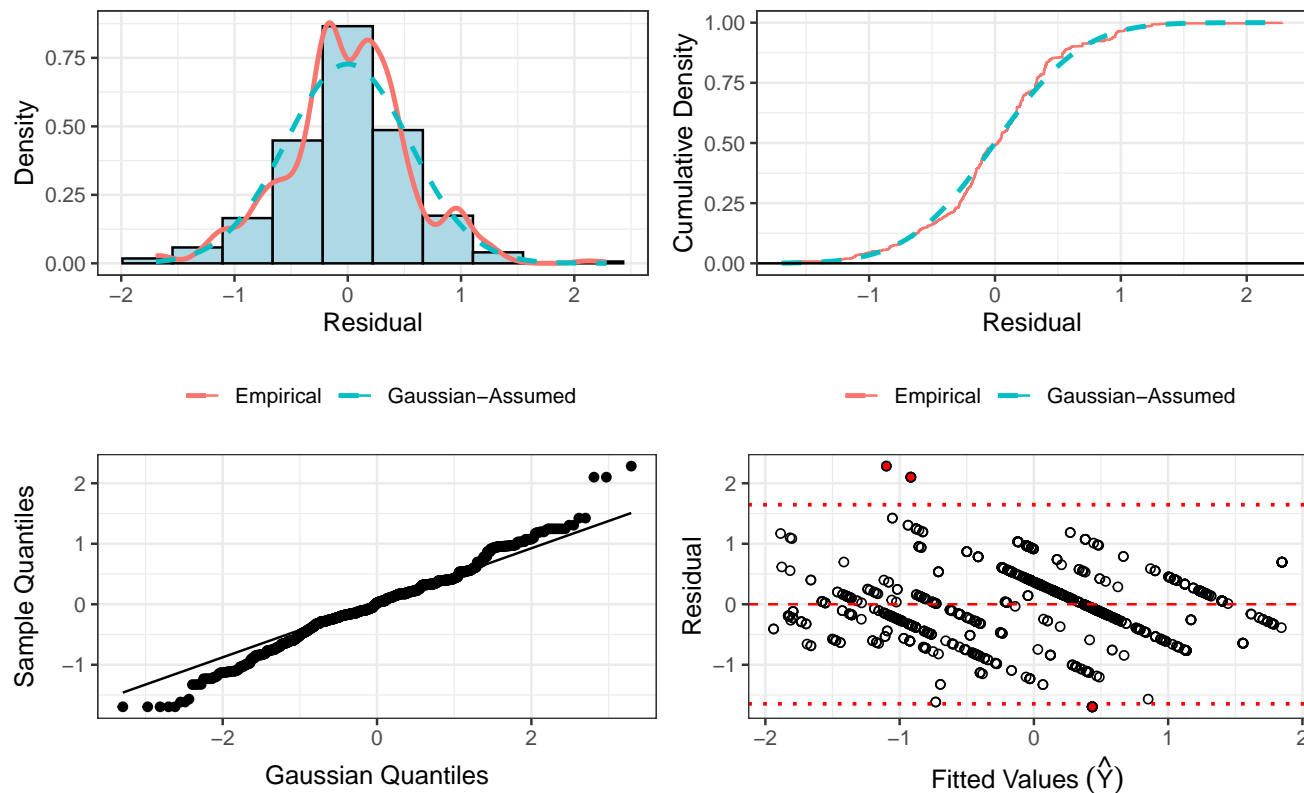 0.75
0.50
0.25
0.00
Density
−2
−1
0
1
2
Residual
Empirical
Gaussian−Assumed
1.00
0.75
0.50
0.25
0.00
Cumulative Density
−1
0
1
2
Residual
Empirical
Gaussian−Assumed
2
1
0
−1
Sample Quantiles
−2
0
2
Gaussian Quantiles
2
1
0
−1
Residual
−2
−1
0
1
2
Fitted Values (Ŷ)